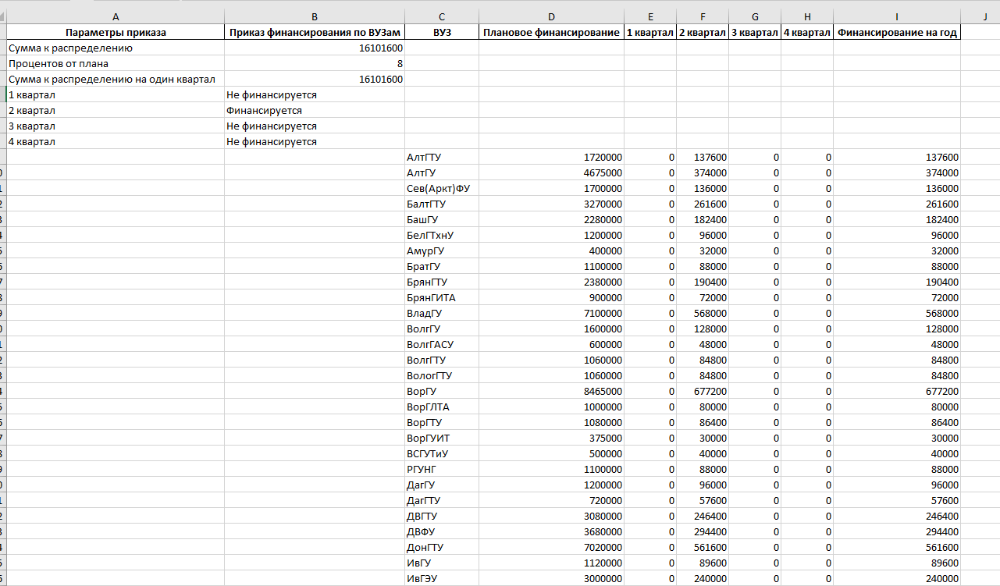 A B C D E F G H I J
Параметры приказа Приказ финансирования по ВУЗам ВУЗ Плановое финансирование 1 квартал 2 квартал 3 квартал 4 квартал Финансирование на год
Сумма к распределению 16101600
Процентов от плана 8
Сумма к распределению на один квартал 16101600
1 квартал Не финансируется
2 квартал Финансируется
3 квартал Не финансируется
4 квартал Не финансируется
АлтГТУ 1720000 0 137600 0 0 137600
АлтГУ 4675000 0 374000 0 0 374000
Сев(Аркт)ФУ 1700000 0 136000 0 0 136000
БалтГТУ 3270000 0 261600 0 0 261600
БашГУ 2280000 0 182400 0 0 182400
БелГТхнУ 1200000 0 96000 0 0 96000
АмурГУ 400000 0 32000 0 0 32000
БратГУ 1100000 0 88000 0 0 88000
БрянГТУ 2380000 0 190400 0 0 190400
БрянГИТА 900000 0 72000 0 0 72000
ВладГУ 7100000 0 568000 0 0 568000
ВолгГУ 1600000 0 128000 0 0 128000
ВолгГАСУ 600000 0 48000 0 0 48000
ВолгГТУ 1060000 0 84800 0 0 84800
ВологГТУ 1060000 0 84800 0 0 84800
ВорГУ 8465000 0 677200 0 0 677200
ВорГЛТА 1000000 0 80000 0 0 80000
ВорГТУ 1080000 0 86400 0 0 86400
ВорГУИТ 375000 0 30000 0 0 30000
ВСГУТиУ 500000 0 40000 0 0 40000
РГУНГ 1100000 0 88000 0 0 88000
ДагГУ 1200000 0 96000 0 0 96000
ДагГТУ 720000 0 57600 0 0 57600
ДВГТУ 3080000 0 246400 0 0 246400
ДВФУ 3680000 0 294400 0 0 294400
ДонГТУ 7020000 0 561600 0 0 561600
ИвГУ 1120000 0 89600 0 0 89600
ИвГЭУ 3000000 0 240000 0 0 240000